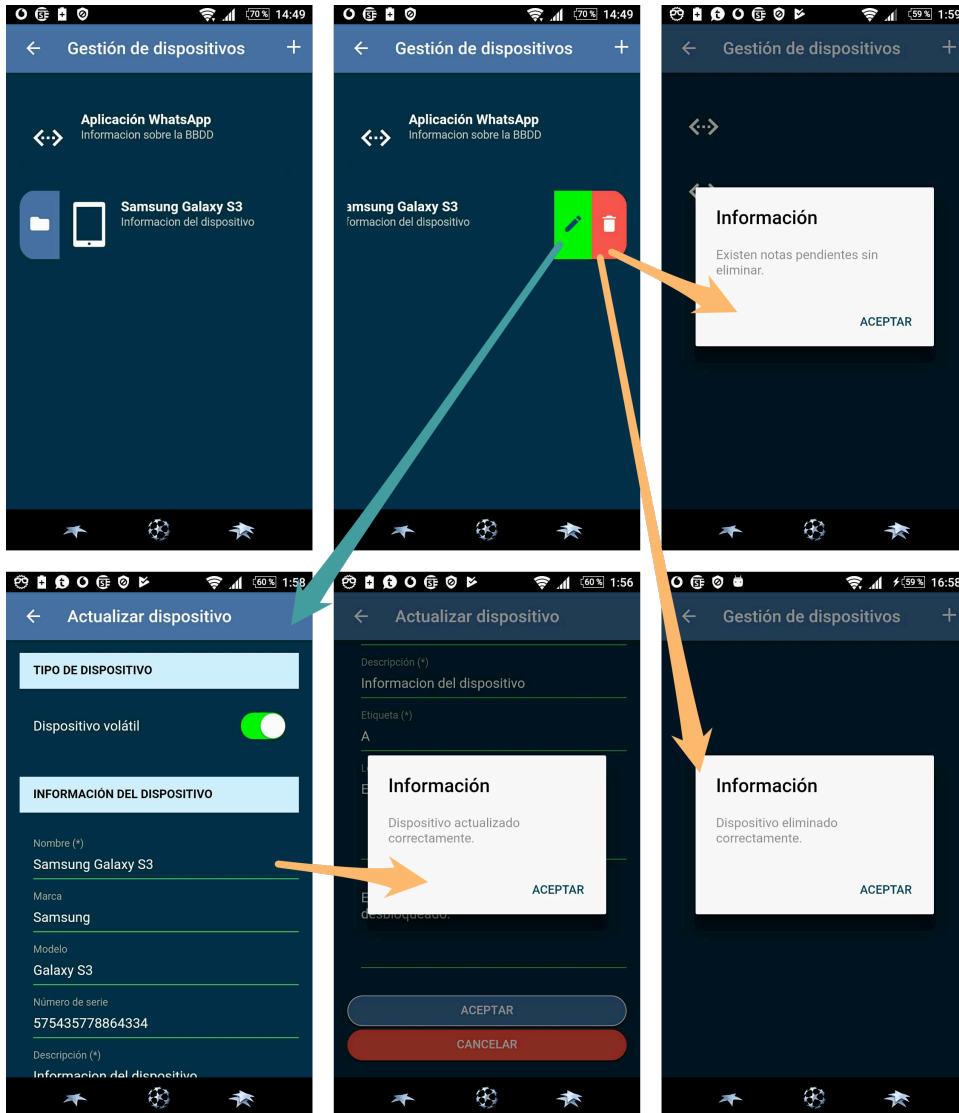 70 % 14:49
Gestión de dispositivos
Aplicación WhatsApp
Informacion sobre la BBDD
Samsung Galaxy S3
Informacion del dispositivo
70 % 14:49
Gestión de dispositivos
Aplicación WhatsApp
Informacion sobre la BBDD
amsung Galaxy S3
formacion del dispositivo
59 % 1:59
Gestión de dispositivos
Información
Existen notas pendientes sin
eliminar.
ACEPTAR
60 % 1:58
Actualizar dispositivo
TIPO DE DISPOSITIVO
Dispositivo volátil
INFORMACIÓN DEL DISPOSITIVO
Nombre (*)
Samsung Galaxy S3
Marca
Samsung
Modelo
Galaxy S3
Número de serie
575435778864334
Descripción (*)
Informacion del dispositivo
60 % 1:56
Actualizar dispositivo
Descripción (*)
Informacion del dispositivo
Etiqueta (*)
A
Información
Dispositivo actualizado
correctamente.
ACEPTAR
desbloqueado.
ACEPTAR
CANCELAR
59 % 16:58
Gestión de dispositivos
Información
Dispositivo eliminado
correctamente.
ACEPTAR